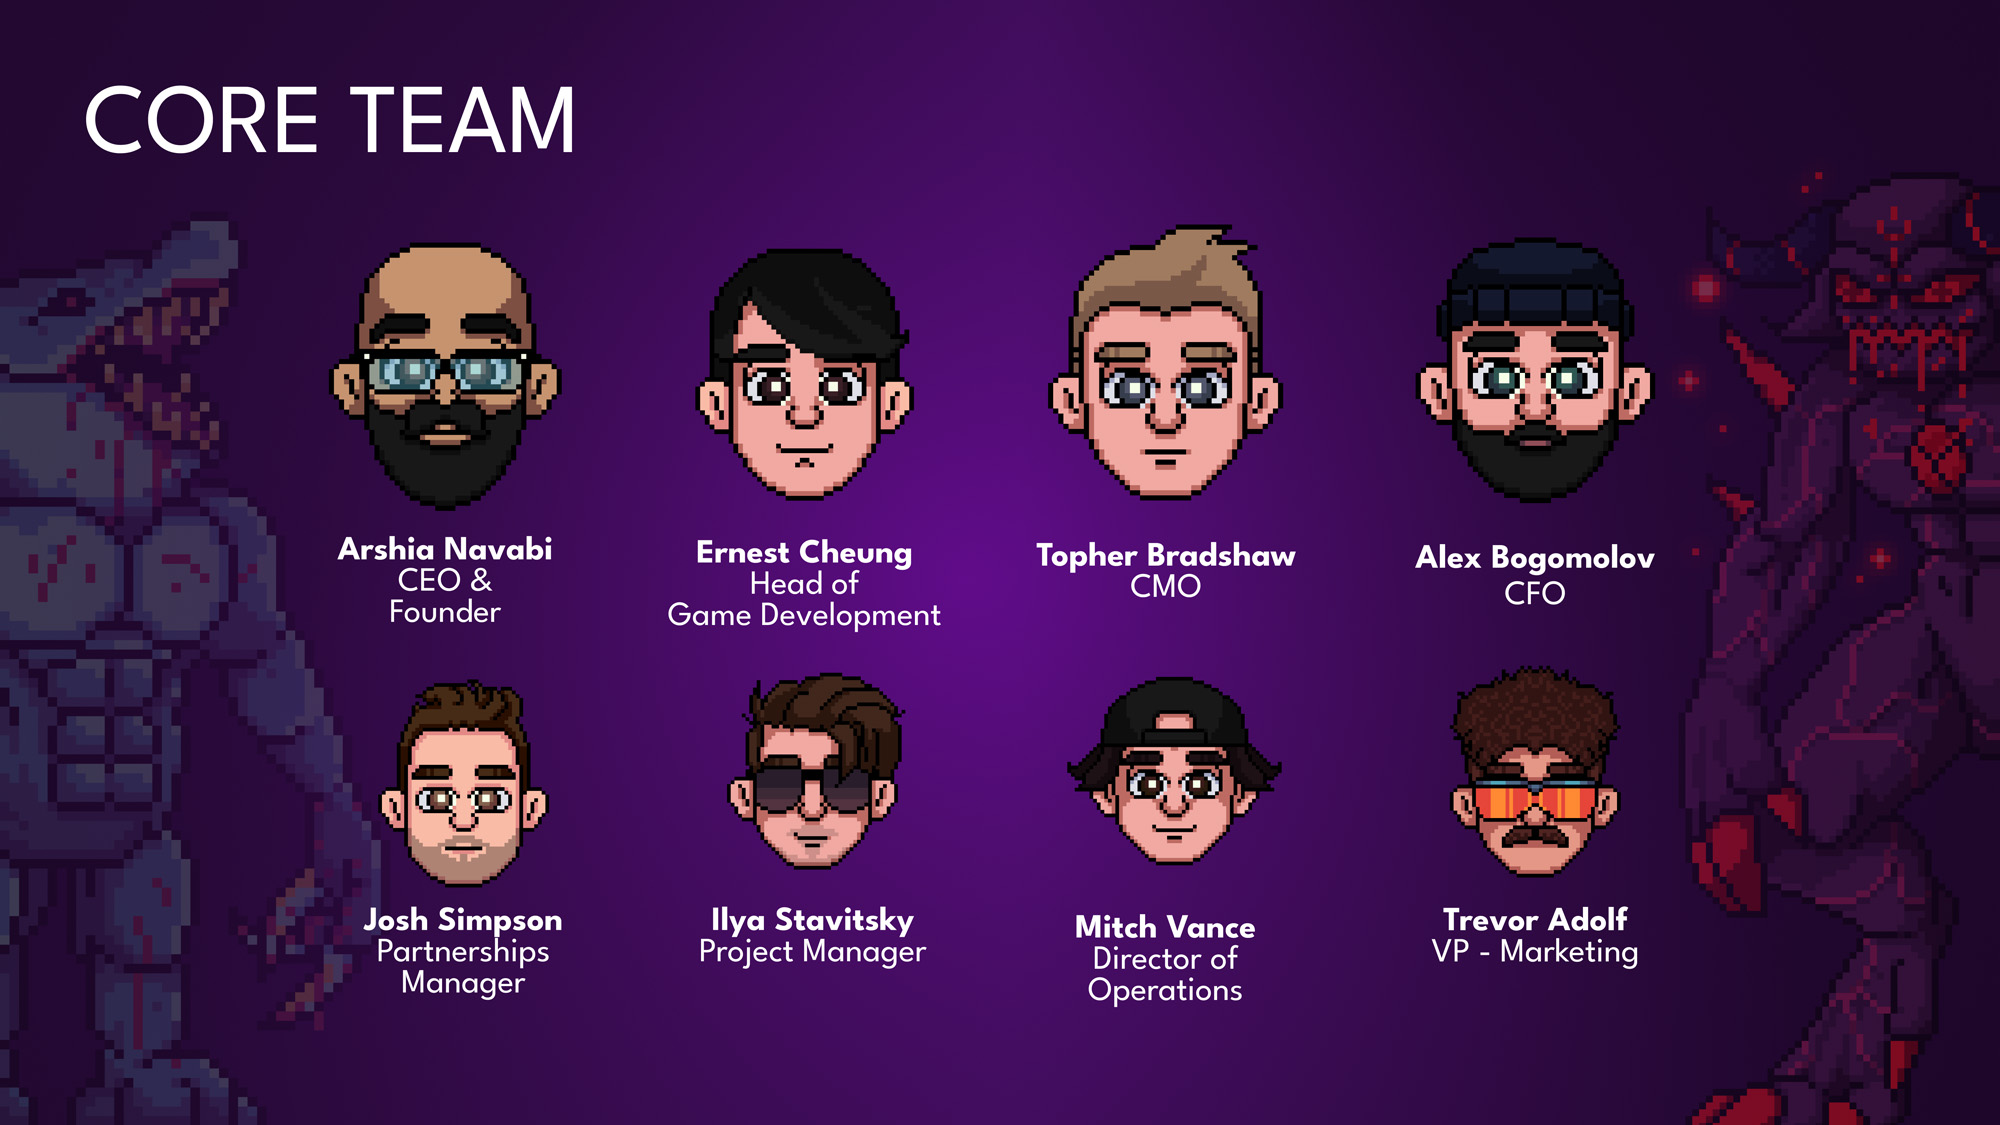 CORE TEAM
Arshia Navabi
CEO &
Founder
Ernest Cheung
Head of
Game Development
Topher Bradshaw
CMO
Alex Bogomolov
CFO
Josh Simpson
Partnerships
Manager
Ilya Stavitsky
Project Manager
Mitch Vance
Director of
Operations
Trevor Adolf
VP - Marketing